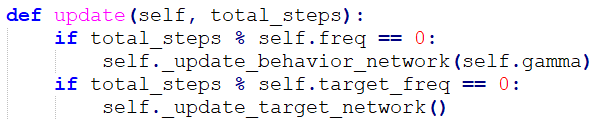 def update(self, total_steps):
    if total_steps % self.freq == 0:
        self._update_behavior_network(self.gamma)
    if total_steps % self.target_freq == 0:
        self._update_target_network()